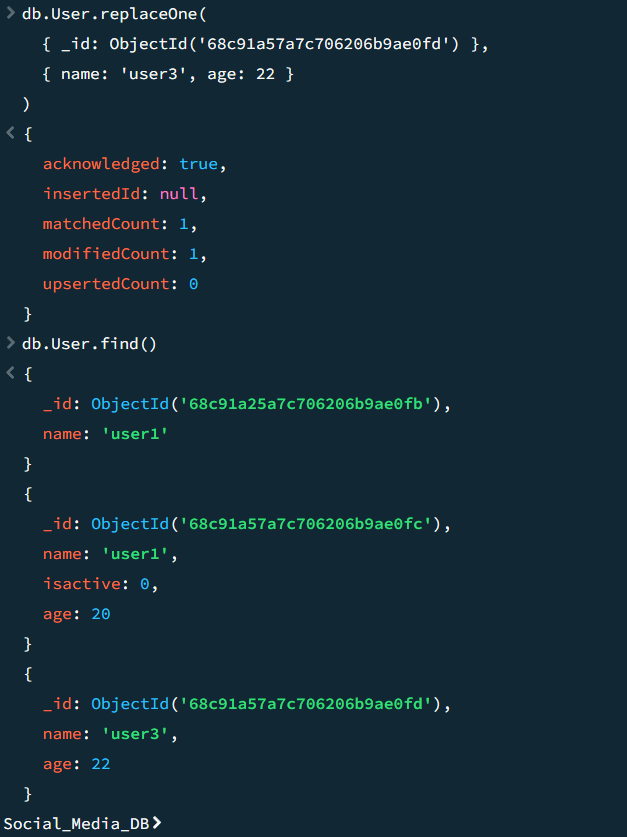 > db.User.replaceOne(
{ _id: ObjectId('68c91a57a7c706206b9ae0fd') },
{ name: 'user3', age: 22 }
)
< {
acknowledged: true,
insertedId: null,
matchedCount: 1,
modifiedCount: 1,
upsertedCount: 0
}
> db.User.find()
< {
_id: ObjectId('68c91a25a7c706206b9ae0fb'),
name: 'user1'
}
{
_id: ObjectId('68c91a57a7c706206b9ae0fc'),
name: 'user1',
isactive: 0,
age: 20
}
{
_id: ObjectId('68c91a57a7c706206b9ae0fd'),
name: 'user3',
age: 22
}
Social_Media_DB>